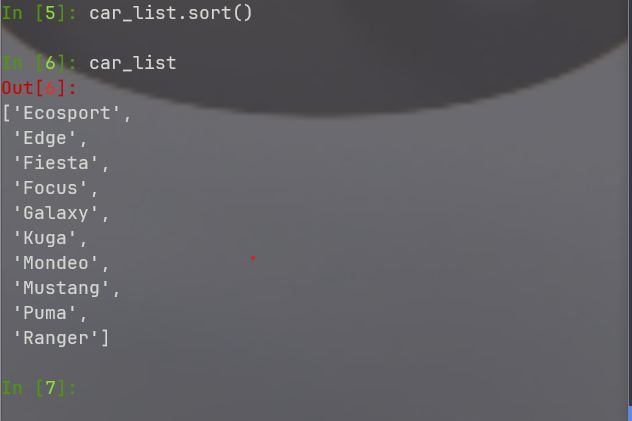 In [5]: car_list.sort()
In [6]: car_list
Out[6]:
['Ecosport',
 'Edge',
 'Fiesta',
 'Focus',
 'Galaxy',
 'Kuga',
 'Mondeo',
 'Mustang',
 'Puma',
 'Ranger']
In [7]: